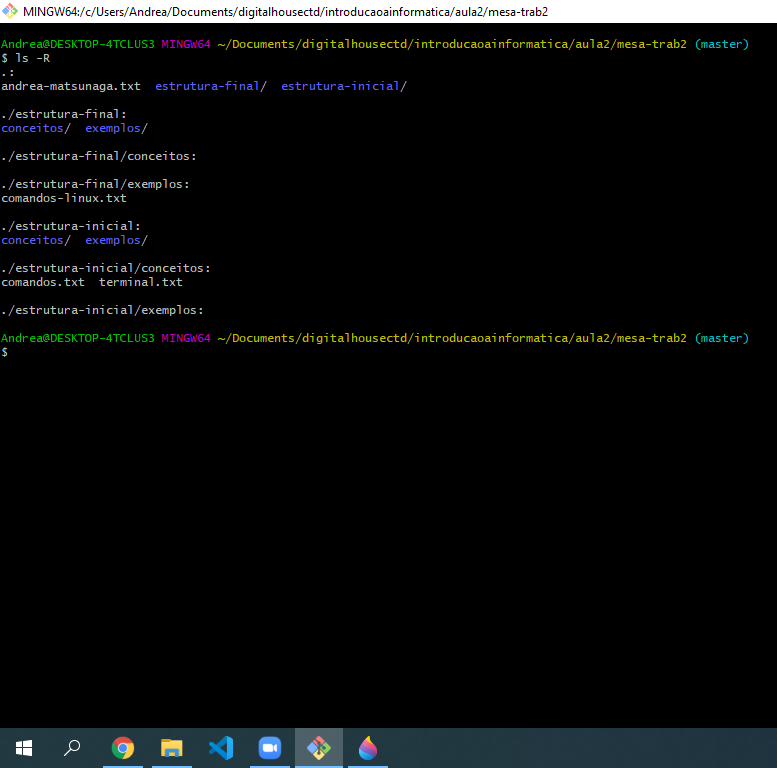 MINGW64:/c/Users/Andrea/Documents/digitalhousectd/introducaoainformatica/aula2/mesa-trab2
Andrea@DESKTOP-4TCLUS3 MINGW64 ~/Documents/digitalhousectd/introducaoainformatica/aula2/mesa-trab2 (master)
$ ls -R
.:
andrea-matsunaga.txt  estrutura-final/  estrutura-inicial/
./estrutura-final:
conceitos/  exemplos/
./estrutura-final/conceitos:
./estrutura-final/exemplos:
comandos-linux.txt
./estrutura-inicial:
conceitos/  exemplos/
./estrutura-inicial/conceitos:
comandos.txt  terminal.txt
./estrutura-inicial/exemplos:
Andrea@DESKTOP-4TCLUS3 MINGW64 ~/Documents/digitalhousectd/introducaoainformatica/aula2/mesa-trab2 (master)
$